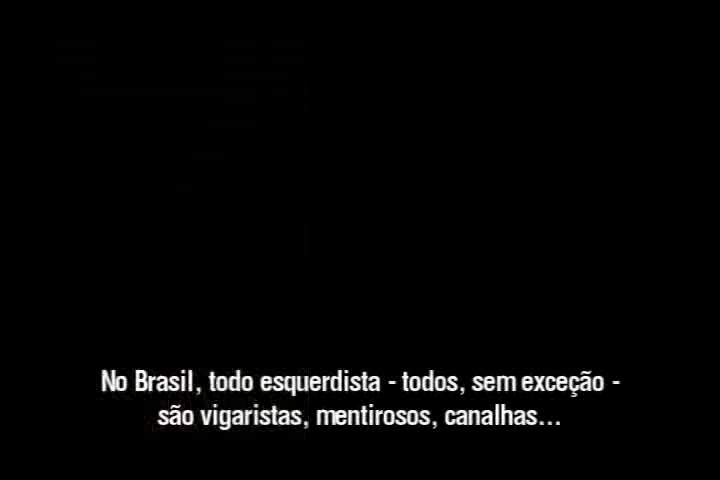 No Brasil, todo esquerdista - todos, sem exceção -
são vigaristas, mentirosos, canalhas...